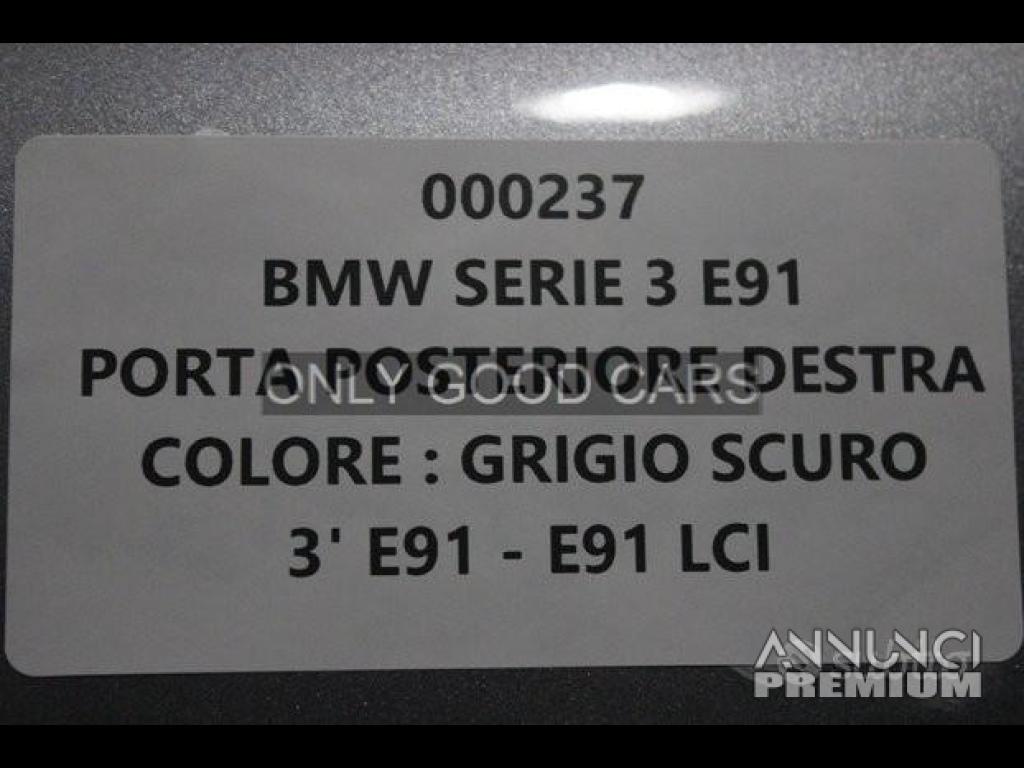 000237
BMW SERIE 3 E91
PORTA POSTERIORE DESTRA
ONLY GOOD CARS
COLORE : GRIGIO SCURO
3' E91 - E91 LCI
ANNUNCI
PREMIUM